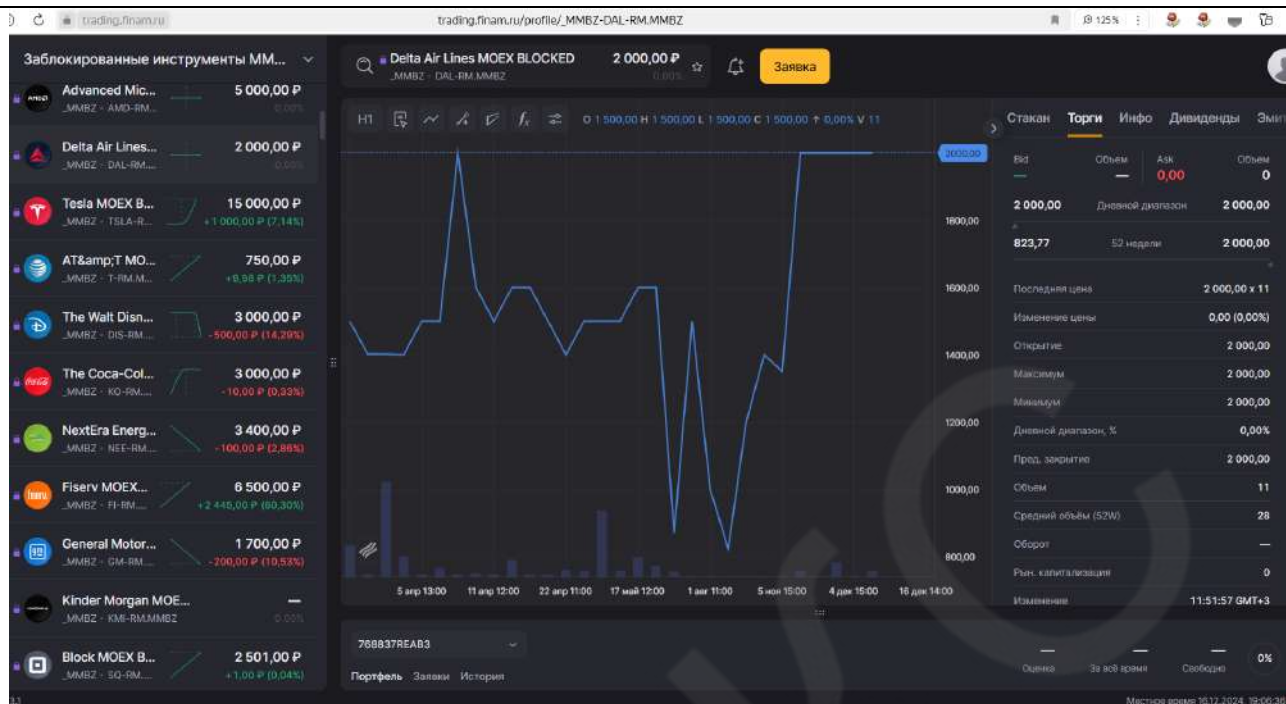 trading.finam.ru
trading.finam.ru/profile/_MMBZ-DAL-RM.MMBZ
125%
Заблокированные инструменты ММ...
Advanced Mic...
5 000,00 ₽
_MMBZ - AMD-RM...
0,00%
Delta Air Lines...
2 000,00 ₽
_MMBZ - DAL-RM....
0,00%
Tesla MOEX B...
15 000,00 ₽
_MMBZ - TSLA-R...
+1 000,00 ₽ (7,14%)
AT&amp;T MO...
750,00 ₽
_MMBZ - T-RM.M...
+9,98 ₽ (1,35%)
The Walt Disn...
3 000,00 ₽
_MMBZ - DIS-RM....
-500,00 ₽ (14,29%)
The Coca-Col...
3 000,00 ₽
_MMBZ - KO-RM....
-10,00 ₽ (0,33%)
NextEra Energ...
3 400,00 ₽
_MMBZ - NEE-RM...
-100,00 ₽ (2,86%)
Fiserv MOEX...
6 500,00 ₽
_MMBZ - FI-RM....
+2 445,00 ₽ (60,30%)
General Motor...
1 700,00 ₽
_MMBZ - GM-RM....
-200,00 ₽ (10,53%)
Kinder Morgan MOE...
—
_MMBZ - KMI-RM.MMBZ
0,00%
Block MOEX B...
2 501,00 ₽
_MMBZ - SQ-RM....
+1,00 ₽ (0,04%)
Delta Air Lines MOEX BLOCKED
2 000,00 ₽
_MMBZ - DAL-RM.MMBZ
0,00%
Заявка
H1
O 1 500,00 H 1 500,00 L 1 500,00 C 1 500,00 ↑ 0,00% V 11
2000,00
1800,00
1600,00
1400,00
1200,00
1000,00
800,00
5 апр 13:00
11 апр 12:00
22 апр 11:00
17 май 12:00
1 авг 11:00
5 ноя 15:00
4 дек 15:00
16 дек 14:00
768837REAB3
Портфель Заявки История
Стакан Торги Инфо Дивиденды Эмит
Bid Объем Ask Объем
— — 0,00 0
2 000,00 Дневной диапазон 2 000,00
823,77 52 недели 2 000,00
Последняя цена 2 000,00 x 11
Изменение цены 0,00 (0,00%)
Открытие 2 000,00
Максимум 2 000,00
Минимум 2 000,00
Дневной диапазон, % 0,00%
Пред. закрытие 2 000,00
Объем 11
Средний объём (52W) 28
Оборот —
Рын. капитализация 0
Изменение 11:51:57 GMT+3
— — — 0%
Оценка За всё время Свободно
Местное время 16.12.2024, 19:06:36